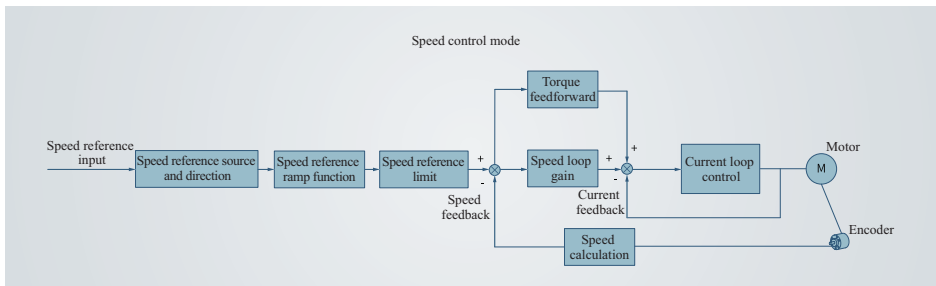 Speed control mode
Torque
feedforward
Speed reference
input
Speed reference source
and direction
Speed reference
ramp function
Speed reference
limit
+
-
Speed
feedback
Speed loop
gain
+
+
-
Current
feedback
Current loop
control
Motor
M
Encoder
Speed
calculation